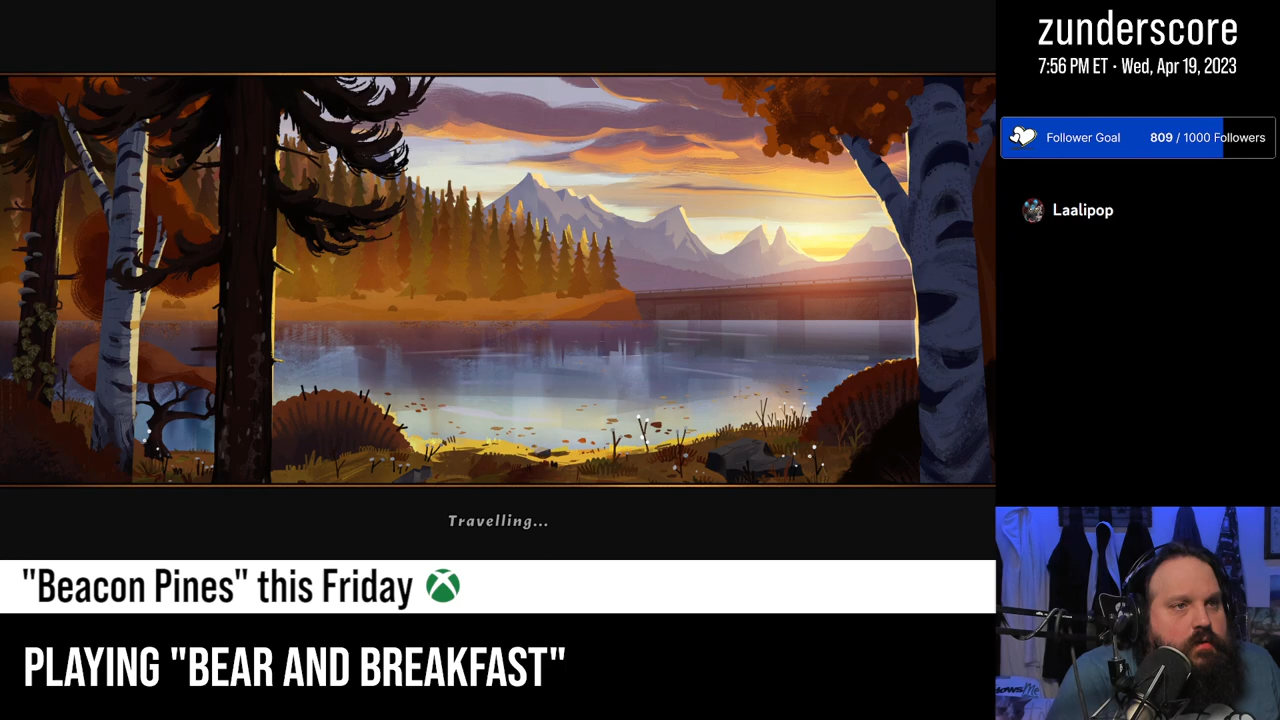 zunderscore
7:56 PM ET · Wed, Apr 19, 2023
Follower Goal 809 / 1000 Followers
Laalipop
Travelling...
"Beacon Pines" this Friday
PLAYING "BEAR AND BREAKFAST"